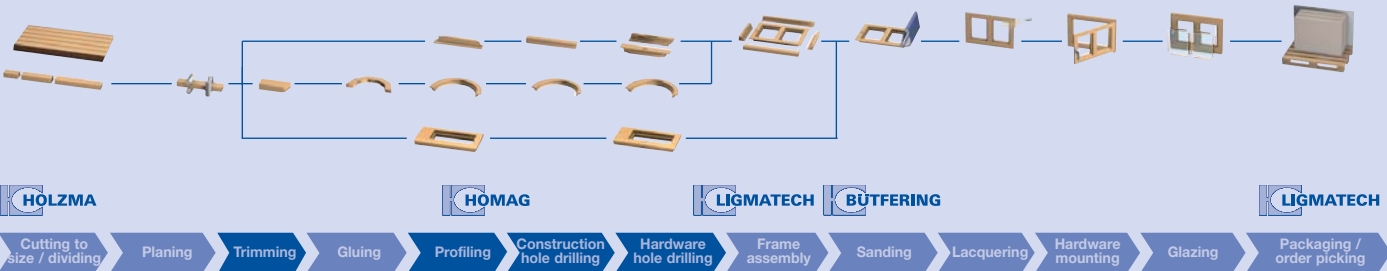 HOLZMA
HOMAG
LIGMATECH
BÜTFERING
LIGMATECH
Cutting to
size / dividing
Planing
Trimming
Gluing
Profiling
Construction
hole drilling
Hardware
hole drilling
Frame
assembly
Sanding
Lacquering
Hardware
mounting
Glazing
Packaging /
order picking